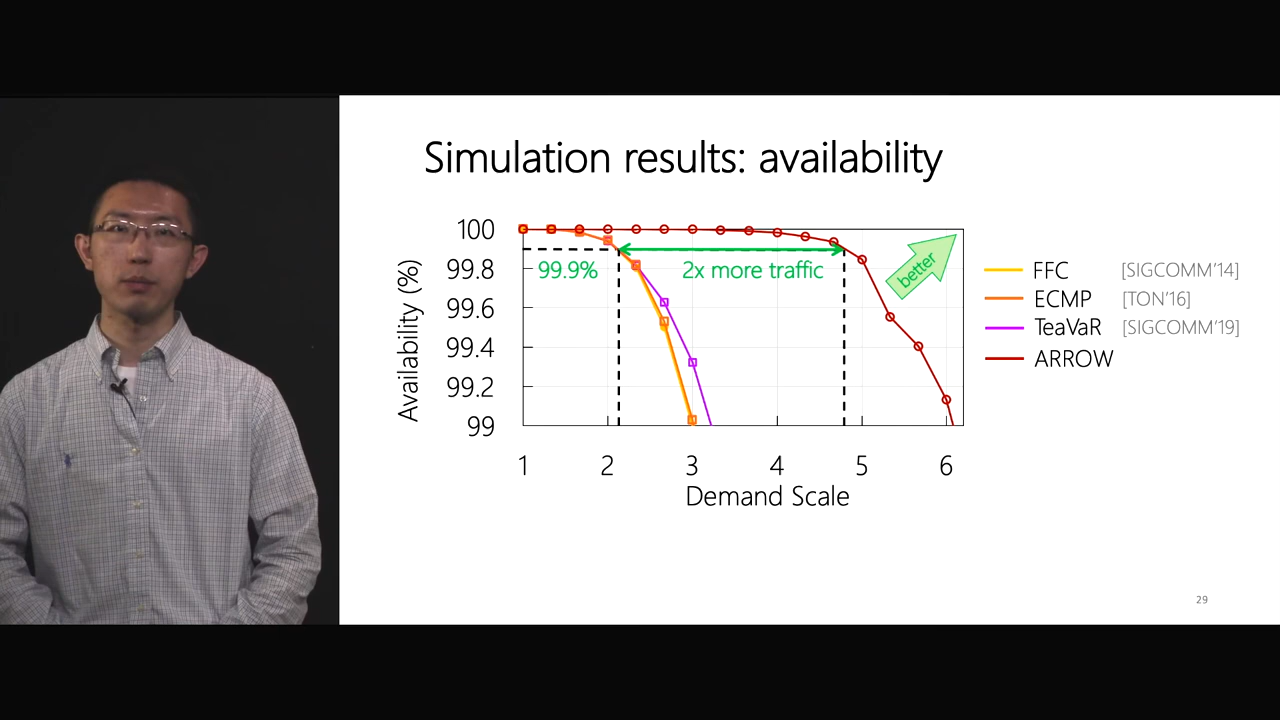 Simulation results: availability
100
99.8
99.6
99.4
99.2
99
Availability (%)
99.9%
2x more traffic
better
1 2 3 4 5 6
Demand Scale
FFC [SIGCOMM'14]
ECMP [TON'16]
TeaVaR [SIGCOMM'19]
ARROW
29